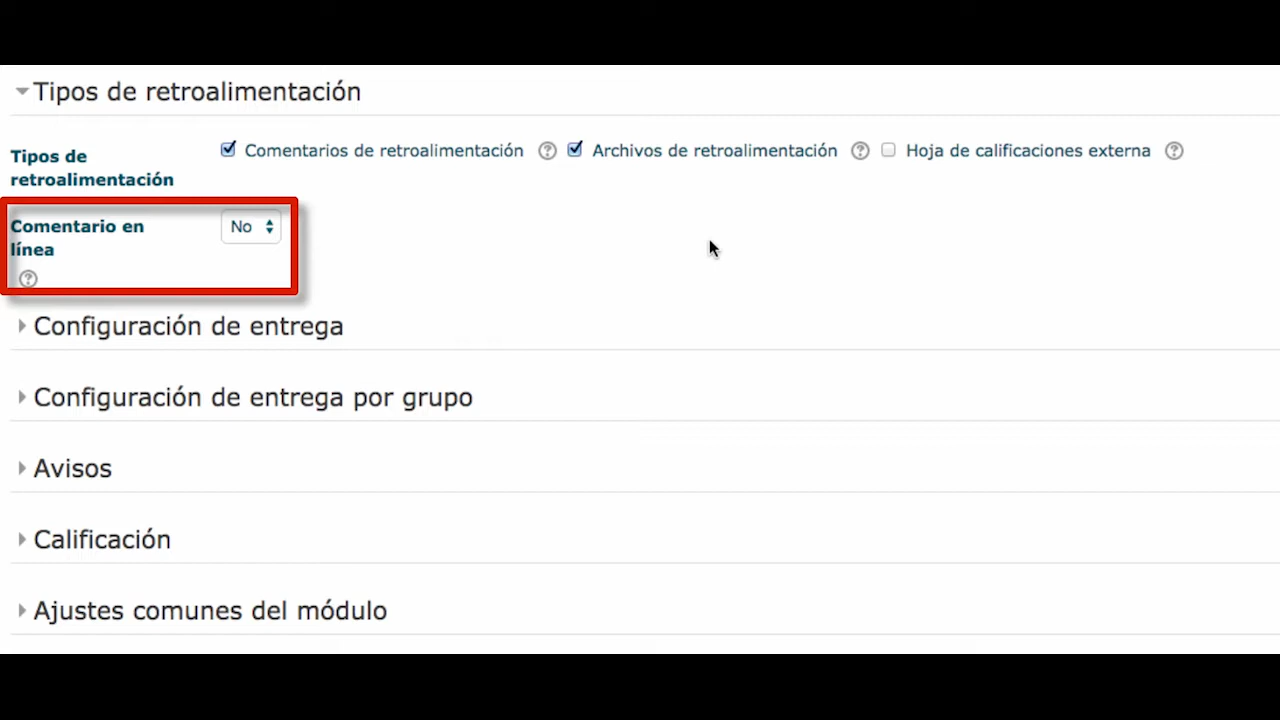 Tipos de retroalimentación
Tipos de retroalimentación
Comentarios de retroalimentación ? Archivos de retroalimentación ? Hoja de calificaciones externa ?
Comentario en línea
No
?
Configuración de entrega
Configuración de entrega por grupo
Avisos
Calificación
Ajustes comunes del módulo